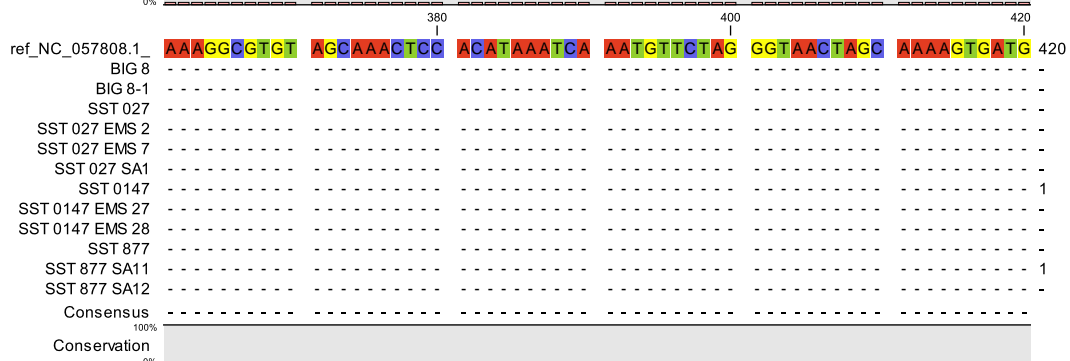 0%
380 400 420
ref_NC_057808.1_ AAAGGCGTGT AGCAAACTCC ACATAAATCA AATGTTCTAG GGTAACTAGC AAAAGTGATG 420
BIG 8 - - - - - - - - - - - - - - - - - - - - - - - - - - - - - - - - - - - - - - - - - - - - - - - - - - - - - - - - - - - - -
BIG 8-1 - - - - - - - - - - - - - - - - - - - - - - - - - - - - - - - - - - - - - - - - - - - - - - - - - - - - - - - - - - - - -
SST 027 - - - - - - - - - - - - - - - - - - - - - - - - - - - - - - - - - - - - - - - - - - - - - - - - - - - - - - - - - - - - -
SST 027 EMS 2 - - - - - - - - - - - - - - - - - - - - - - - - - - - - - - - - - - - - - - - - - - - - - - - - - - - - - - - - - - - - -
SST 027 EMS 7 - - - - - - - - - - - - - - - - - - - - - - - - - - - - - - - - - - - - - - - - - - - - - - - - - - - - - - - - - - - - -
SST 027 SA1 - - - - - - - - - - - - - - - - - - - - - - - - - - - - - - - - - - - - - - - - - - - - - - - - - - - - - - - - - - - - -
SST 0147 - - - - - - - - - - - - - - - - - - - - - - - - - - - - - - - - - - - - - - - - - - - - - - - - - - - - - - - - - - - - 1
SST 0147 EMS 27 - - - - - - - - - - - - - - - - - - - - - - - - - - - - - - - - - - - - - - - - - - - - - - - - - - - - - - - - - - - - -
SST 0147 EMS 28 - - - - - - - - - - - - - - - - - - - - - - - - - - - - - - - - - - - - - - - - - - - - - - - - - - - - - - - - - - - - -
SST 877 - - - - - - - - - - - - - - - - - - - - - - - - - - - - - - - - - - - - - - - - - - - - - - - - - - - - - - - - - - - - -
SST 877 SA11 - - - - - - - - - - - - - - - - - - - - - - - - - - - - - - - - - - - - - - - - - - - - - - - - - - - - - - - - - - - - 1
SST 877 SA12 - - - - - - - - - - - - - - - - - - - - - - - - - - - - - - - - - - - - - - - - - - - - - - - - - - - - - - - - - - - - -
Consensus - - - - - - - - - - - - - - - - - - - - - - - - - - - - - - - - - - - - - - - - - - - - - - - - - - - - - - - - - - - -
100%
Conservation
0%